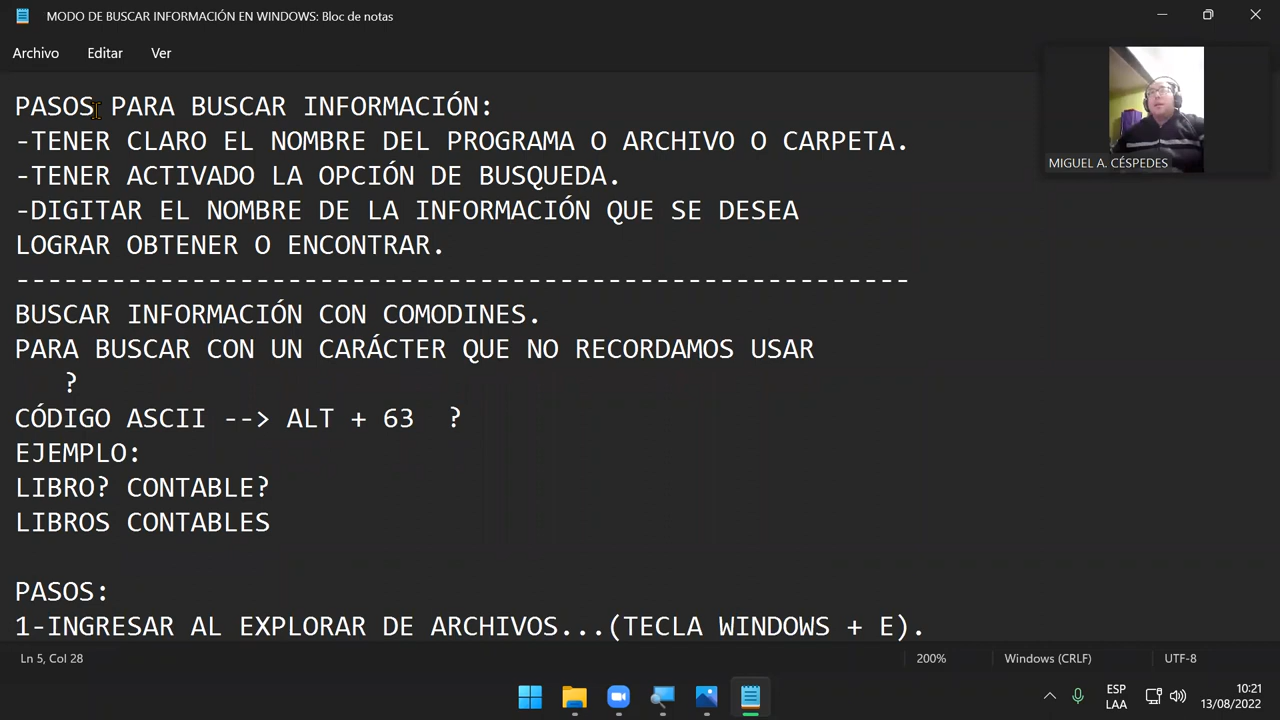 MODO DE BUSCAR INFORMACIÓN EN WINDOWS: Bloc de notas
Archivo Editar Ver
PASOS PARA BUSCAR INFORMACIÓN:
-TENER CLARO EL NOMBRE DEL PROGRAMA O ARCHIVO O CARPETA.
-TENER ACTIVADO LA OPCIÓN DE BUSQUEDA.
MIGUEL A. CÉSPEDES
-DIGITAR EL NOMBRE DE LA INFORMACIÓN QUE SE DESEA
LOGRAR OBTENER O ENCONTRAR.
--------------------------------------------------------
BUSCAR INFORMACIÓN CON COMODINES.
PARA BUSCAR CON UN CARÁCTER QUE NO RECORDAMOS USAR
?
CÓDIGO ASCII --> ALT + 63  ?
EJEMPLO:
LIBRO? CONTABLE?
LIBROS CONTABLES
PASOS:
1-INGRESAR AL EXPLORAR DE ARCHIVOS...(TECLA WINDOWS + E).
Ln 5, Col 28 200% Windows (CRLF) UTF-8
ESP
LAA
10:21
13/08/2022